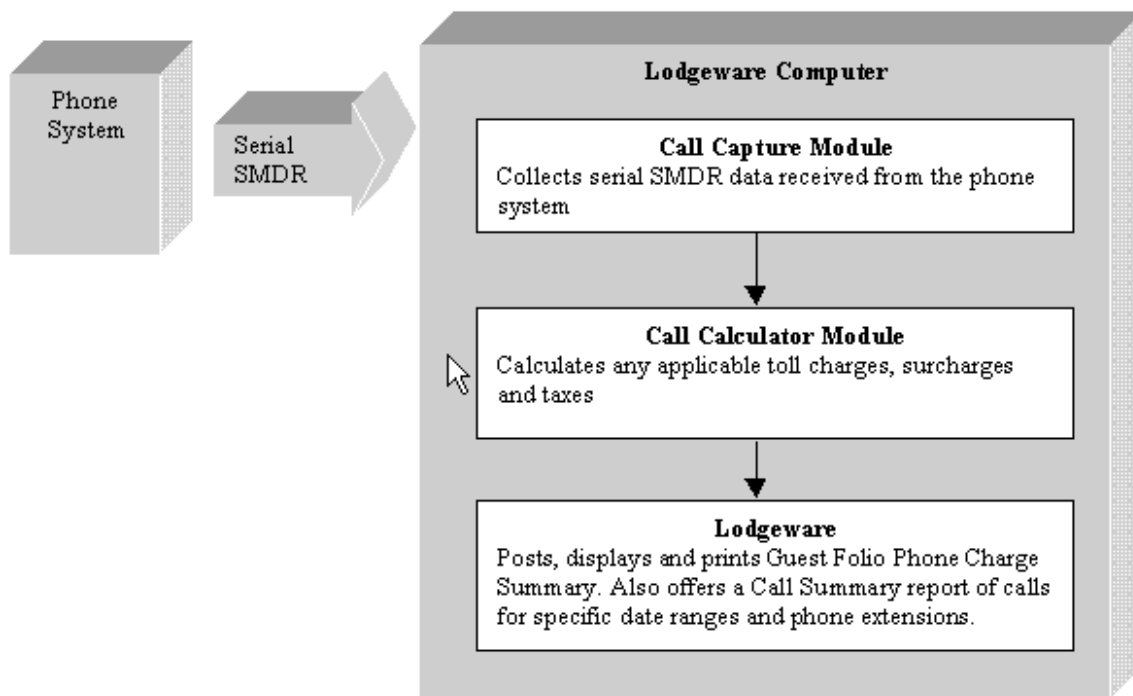 Phone
System
Serial
SMDR
Lodgeware Computer
Call Capture Module
Collects serial SMDR data received from the phone
system
Call Calculator Module
Calculates any applicable toll charges, surcharges
and taxes
Lodgeware
Posts, displays and prints Guest Folio Phone Charge
Summary. Also offers a Call Summary report of calls
for specific date ranges and phone extensions.